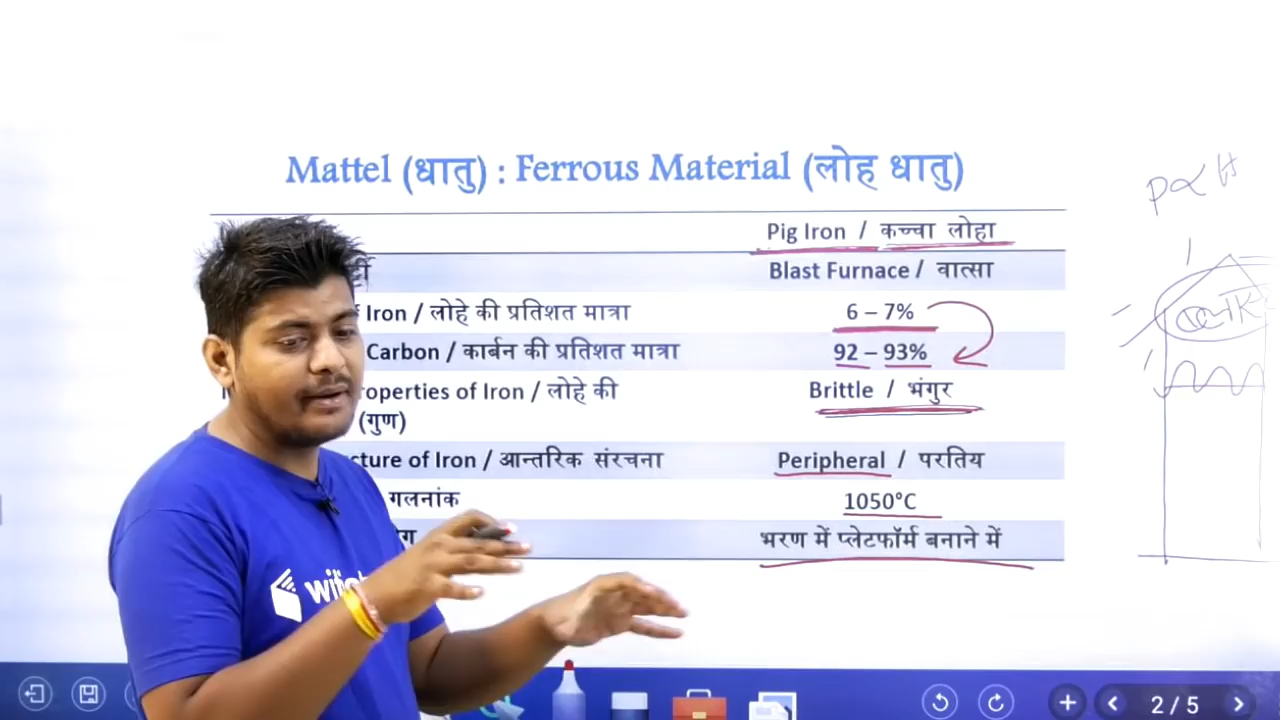 Mattel (धातु) : Ferrous Material (लोह धातु)
Pig Iron / कच्चा लोहा
Blast Furnace / वात्सा
Iron / लोहे की प्रतिशत मात्रा 6 – 7%
Carbon / कार्बन की प्रतिशत मात्रा 92 – 93%
roperties of Iron / लोहे की Brittle / भंगुर
(गुण)
cture of Iron / आन्तरिक संरचना Peripheral / परतिय
गलनांक 1050°C
भरण में प्लेटफॉर्म बनाने में
wif
2 / 5